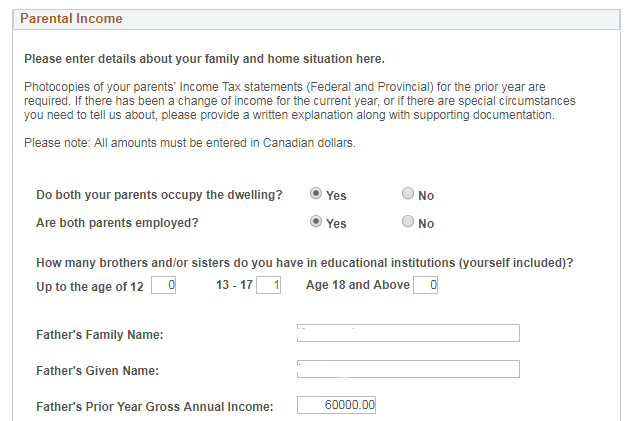 Parental Income
Please enter details about your family and home situation here.
Photocopies of your parents' Income Tax statements (Federal and Provincial) for the prior year are
required. If there has been a change of income for the current year, or if there are special circumstances
you need to tell us about, please provide a written explanation along with supporting documentation.
Please note: All amounts must be entered in Canadian dollars.
Do both your parents occupy the dwelling? Yes No
Are both parents employed? Yes No
How many brothers and/or sisters do you have in educational institutions (yourself included)?
Up to the age of 12 0 13 - 17 1 Age 18 and Above 0
Father's Family Name:
Father's Given Name:
Father's Prior Year Gross Annual Income: 60000.00